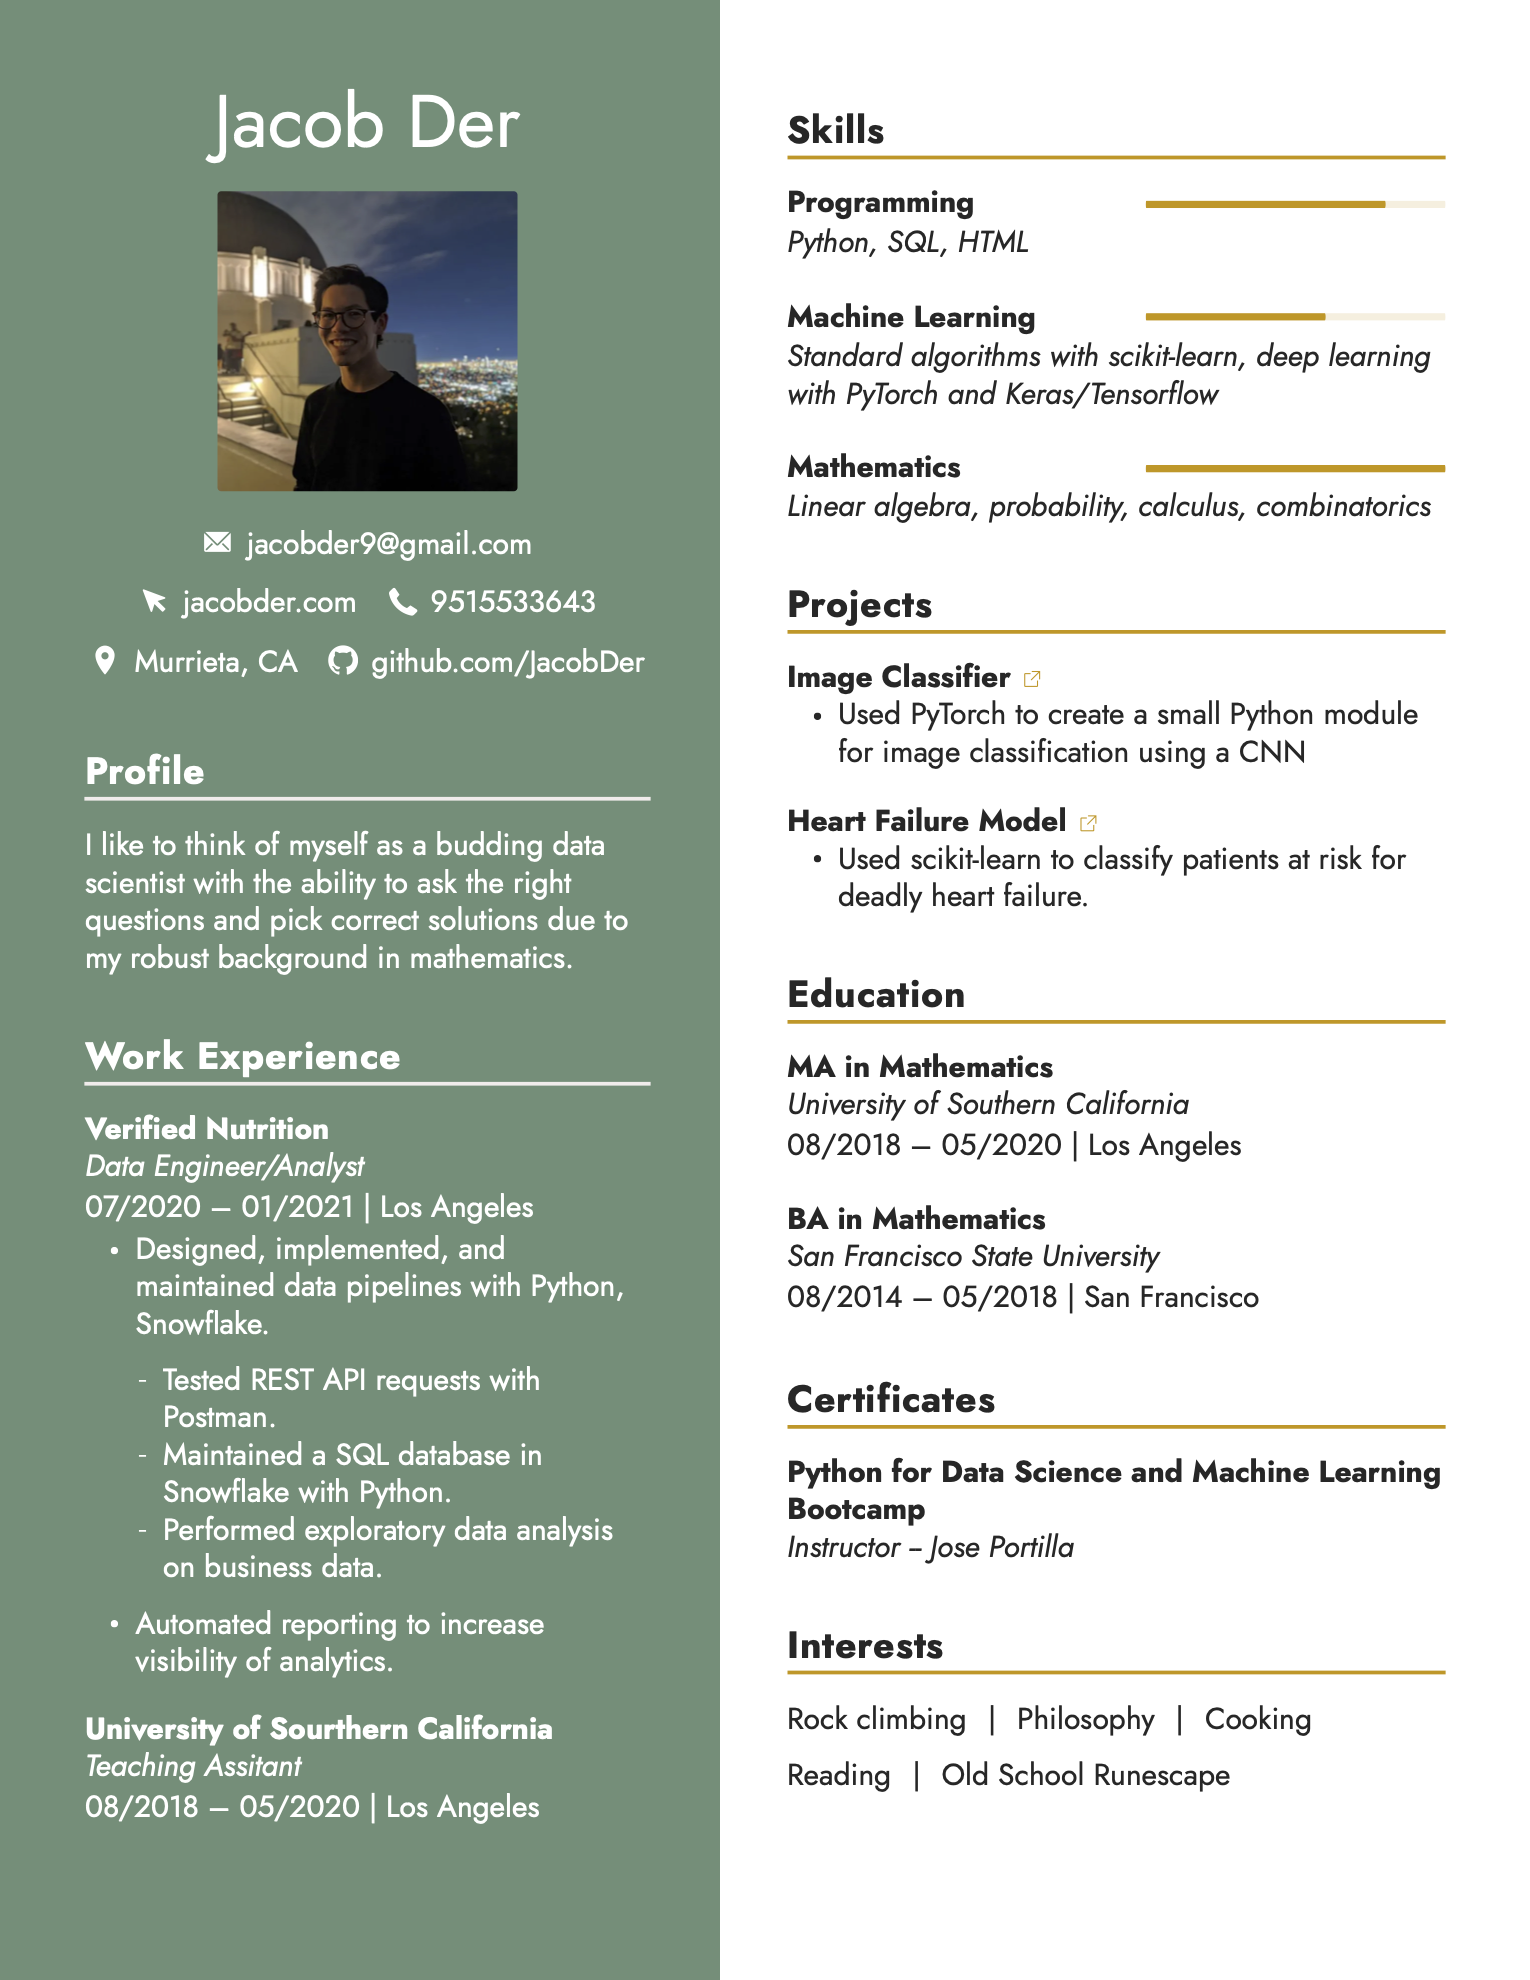 Jacob Der
jacobder9@gmail.com
jacobder.com 9515533643
Murrieta, CA github.com/JacobDer
Profile
I like to think of myself as a budding data
scientist with the ability to ask the right
questions and pick correct solutions due to
my robust background in mathematics.
Work Experience
Verified Nutrition
Data Engineer/Analyst
07/2020 – 01/2021 | Los Angeles
• Designed, implemented, and
maintained data pipelines with Python,
Snowflake.
- Tested REST API requests with
Postman.
- Maintained a SQL database in
Snowflake with Python.
- Performed exploratory data analysis
on business data.
• Automated reporting to increase
visibility of analytics.
University of Sourthern California
Teaching Assitant
08/2018 – 05/2020 | Los Angeles
Skills
Programming
Python, SQL, HTML
Machine Learning
Standard algorithms with scikit-learn, deep learning
with PyTorch and Keras/Tensorflow
Mathematics
Linear algebra, probability, calculus, combinatorics
Projects
Image Classifier
• Used PyTorch to create a small Python module
for image classification using a CNN
Heart Failure Model
• Used scikit-learn to classify patients at risk for
deadly heart failure.
Education
MA in Mathematics
University of Southern California
08/2018 – 05/2020 | Los Angeles
BA in Mathematics
San Francisco State University
08/2014 – 05/2018 | San Francisco
Certificates
Python for Data Science and Machine Learning
Bootcamp
Instructor – Jose Portilla
Interests
Rock climbing | Philosophy | Cooking
Reading | Old School Runescape